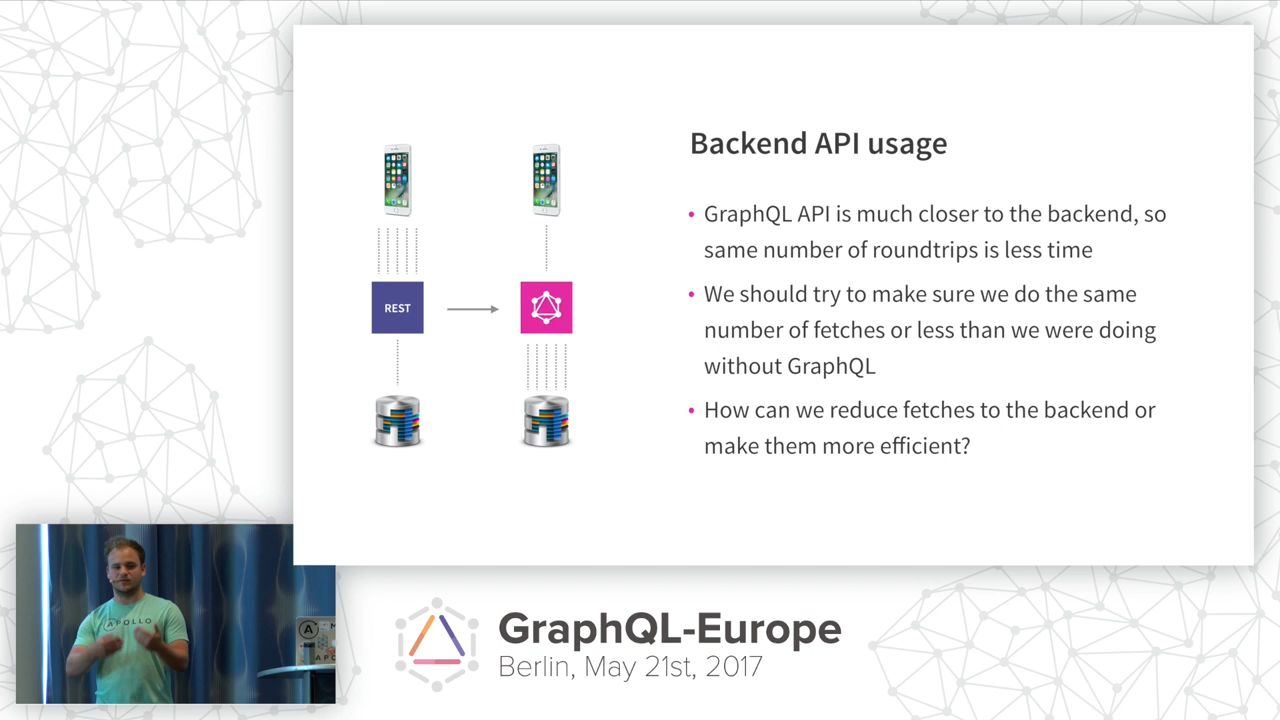 Backend API usage
• GraphQL API is much closer to the backend, so
same number of roundtrips is less time
• We should try to make sure we do the same
number of fetches or less than we were doing
without GraphQL
• How can we reduce fetches to the backend or
make them more efficient?
REST
APOLLO
GraphQL-Europe
Berlin, May 21st, 2017